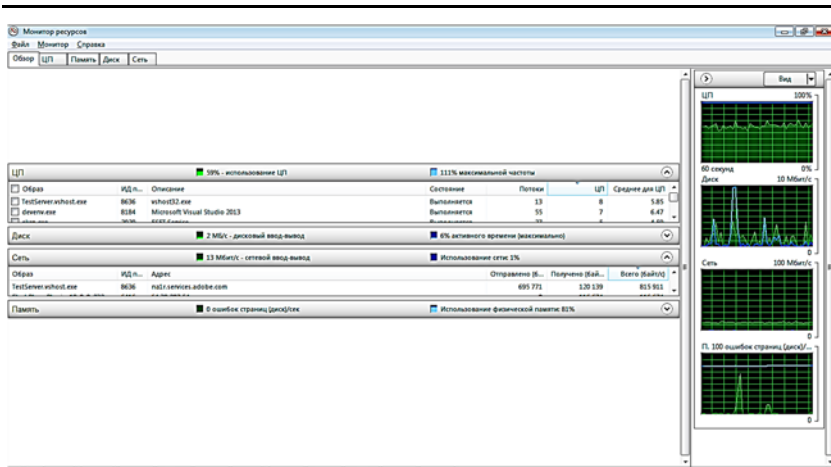 Монитор ресурсов
Файл Монитор Справка
Обзор ЦП Память Диск Сеть
ЦП 59% - использование ЦП 111% максимальной частоты
Образ ИД п... Описание Состояние Потоки ЦП Среднее для ЦП
TestServer.vshost.exe 8636 vshost32.exe Выполняется 13 8 5.85
devenv.exe 8184 Microsoft Visual Studio 2013 Выполняется 55 7 6.47
Диск 2 МБ/с - дисковый ввод-вывод 6% активного времени (максимально)
Сеть 13 Мбит/с - сетевой ввод-вывод Использование сети: 1%
Образ ИД п... Адрес Отправлено (б... Получено (бай... Всего (байт/с)
TestServer.vshost.exe 8636 na1r.services.adobe.com 695 771 120 139 815 911
Память 0 ошибок страниц (диск)/сек Использование физической памяти: 81%
Вид
ЦП 100%
60 секунд 0%
Диск 10 Мбит/с
0
Сеть 100 Мбит/с
0
П. 100 ошибок страниц (диск)/...
0